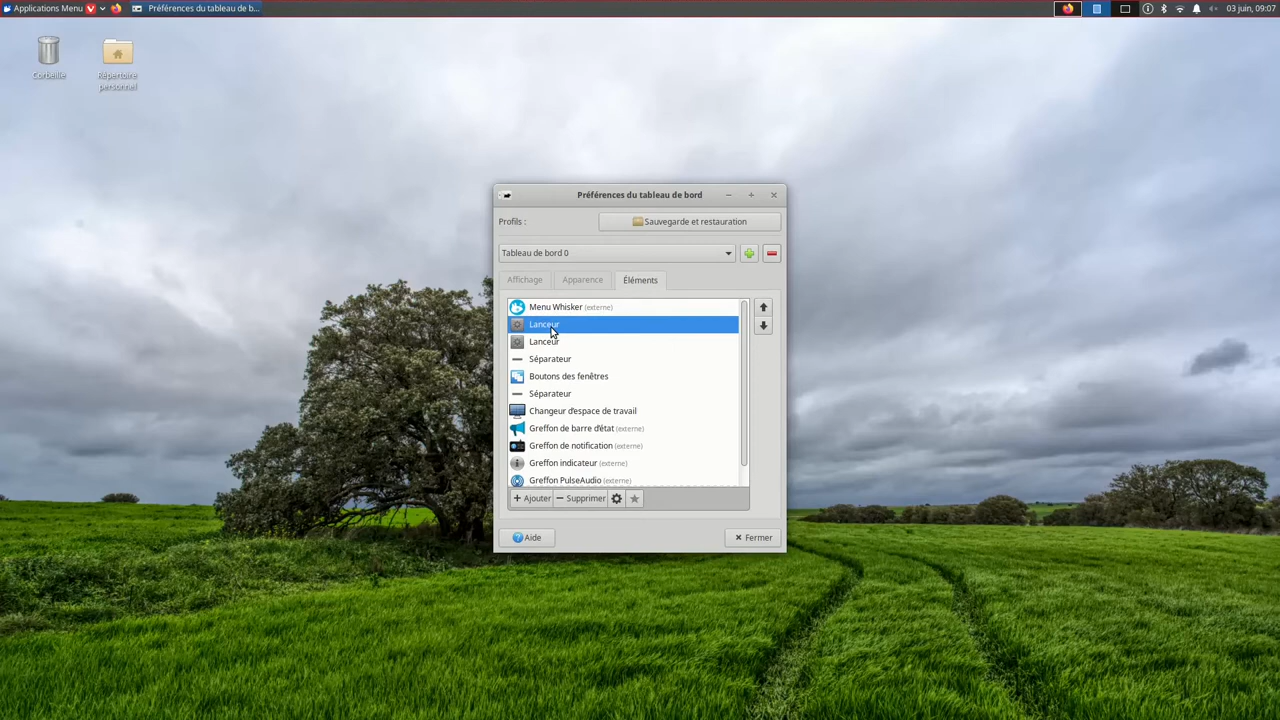 Applications Menu
Préférences du tableau de b...
03 juin, 09:07
Corbeille
Répertoire
personnel
Préférences du tableau de bord
Profils :
Sauvegarde et restauration
Tableau de bord 0
Affichage
Apparence
Éléments
Menu Whisker (externe)
Lanceur
Lanceur
Séparateur
Boutons des fenêtres
Séparateur
Changeur d'espace de travail
Greffon de barre d'état (externe)
Greffon de notification (externe)
Greffon indicateur (externe)
Greffon PulseAudio (externe)
Ajouter
Supprimer
Aide
Fermer